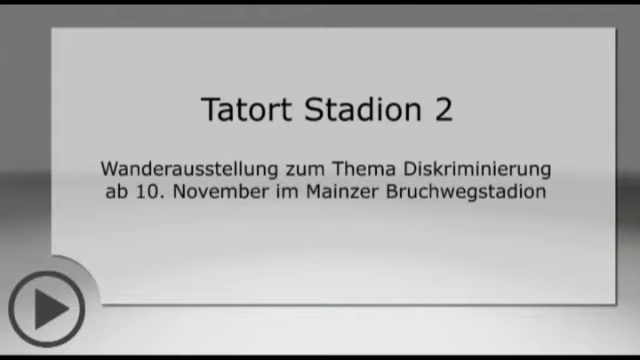 Tatort Stadion 2
Wanderausstellung zum Thema Diskriminierung
ab 10. November im Mainzer Bruchwegstadion